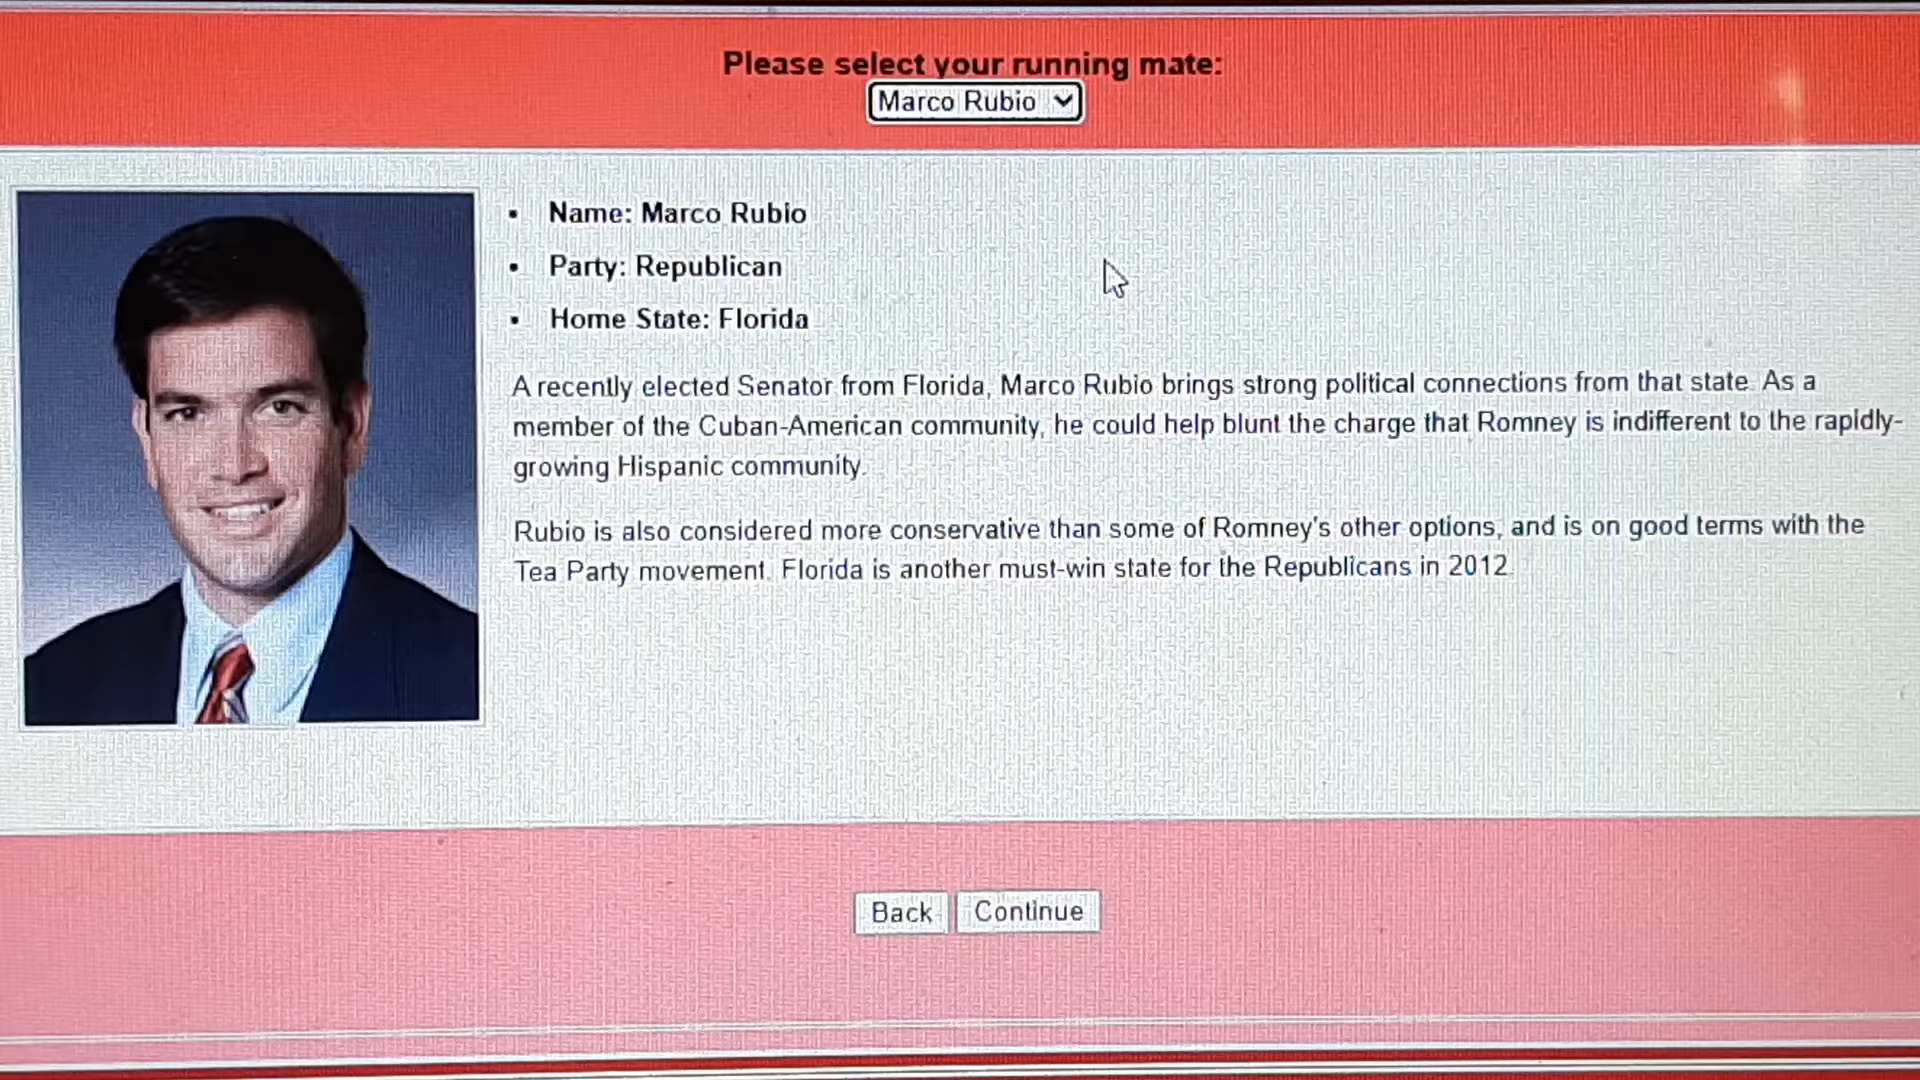 Please select your running mate:
Marco Rubio
Name: Marco Rubio
Party: Republican
Home State: Florida
A recently elected Senator from Florida, Marco Rubio brings strong political connections from that state. As a
member of the Cuban-American community, he could help blunt the charge that Romney is indifferent to the rapidly-
growing Hispanic community.
Rubio is also considered more conservative than some of Romney's other options, and is on good terms with the
Tea Party movement. Florida is another must-win state for the Republicans in 2012.
Back
Continue